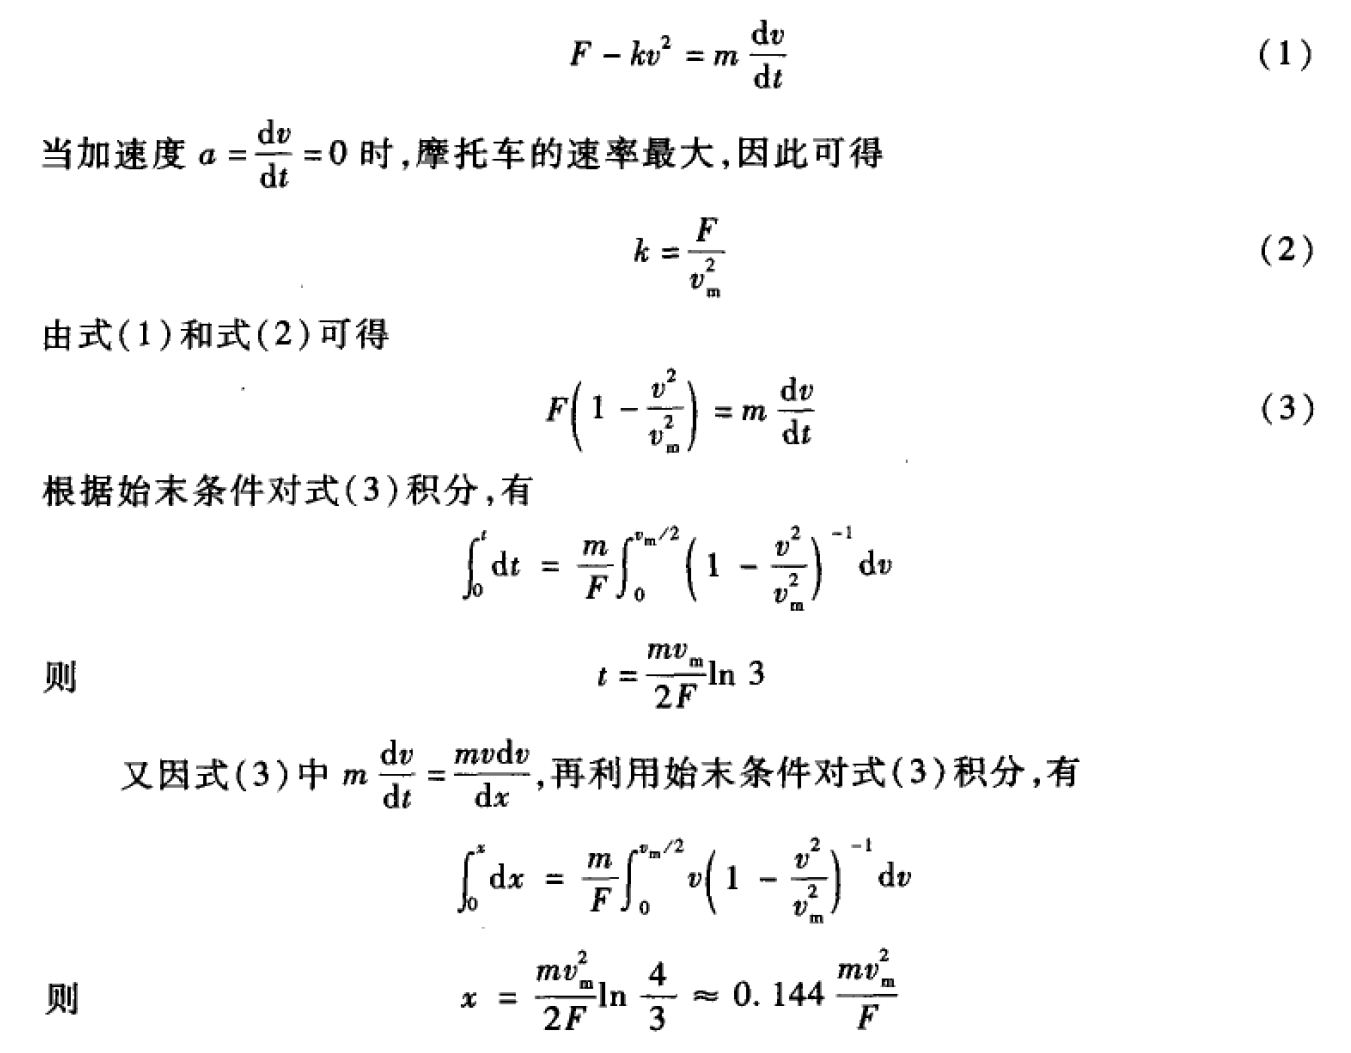 F - kv² = m dv/dt (1)
当加速度 a = dv/dt = 0 时,摩托车的速率最大,因此可得
k = F/v_m² (2)
由式(1)和式(2)可得
F(1 - v²/v_m²) = m dv/dt (3)
根据始末条件对式(3)积分,有
∫₀^t dt = m/F ∫₀^(v_m/2) (1 - v²/v_m²)⁻¹ dv
则 t = mv_m/2F ln 3
又因式(3)中 m dv/dt = mvdv/dx,再利用始末条件对式(3)积分,有
∫₀^x dx = m/F ∫₀^(v_m/2) v(1 - v²/v_m²)⁻¹ dv
则 x = mv_m²/2F ln 4/3 ≈ 0.144 mv_m²/F